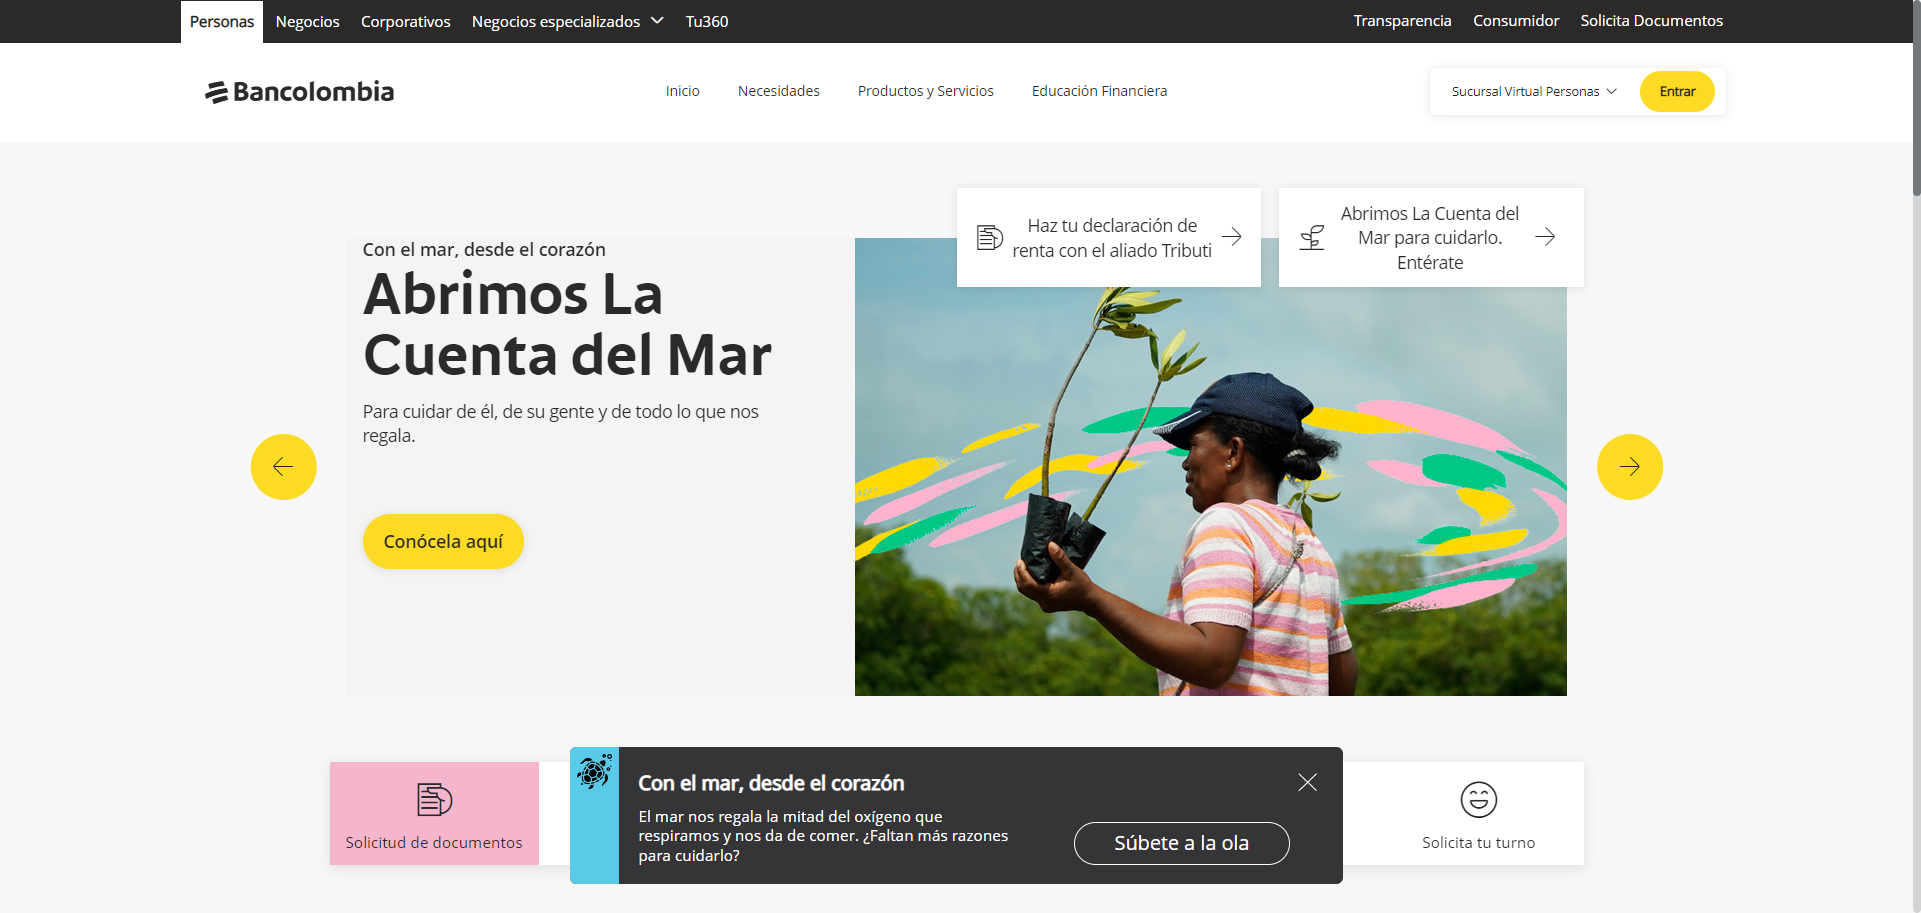 Personas Negocios Corporativos Negocios especializados Tu360 Transparencia Consumidor Solicita Documentos
Bancolombia Inicio Necesidades Productos y Servicios Educación Financiera Sucursal Virtual Personas Entrar
Haz tu declaración de
renta con el aliado Tributi
Abrimos La Cuenta del
Mar para cuidarlo.
Entérate
Con el mar, desde el corazón
Abrimos La
Cuenta del Mar
Para cuidar de él, de su gente y de todo lo que nos
regala.
Conócela aquí
Solicitud de documentos
Con el mar, desde el corazón
El mar nos regala la mitad del oxígeno que
respiramos y nos da de comer. ¿Faltan más razones
para cuidarlo?
Súbete a la ola
Solicita tu turno